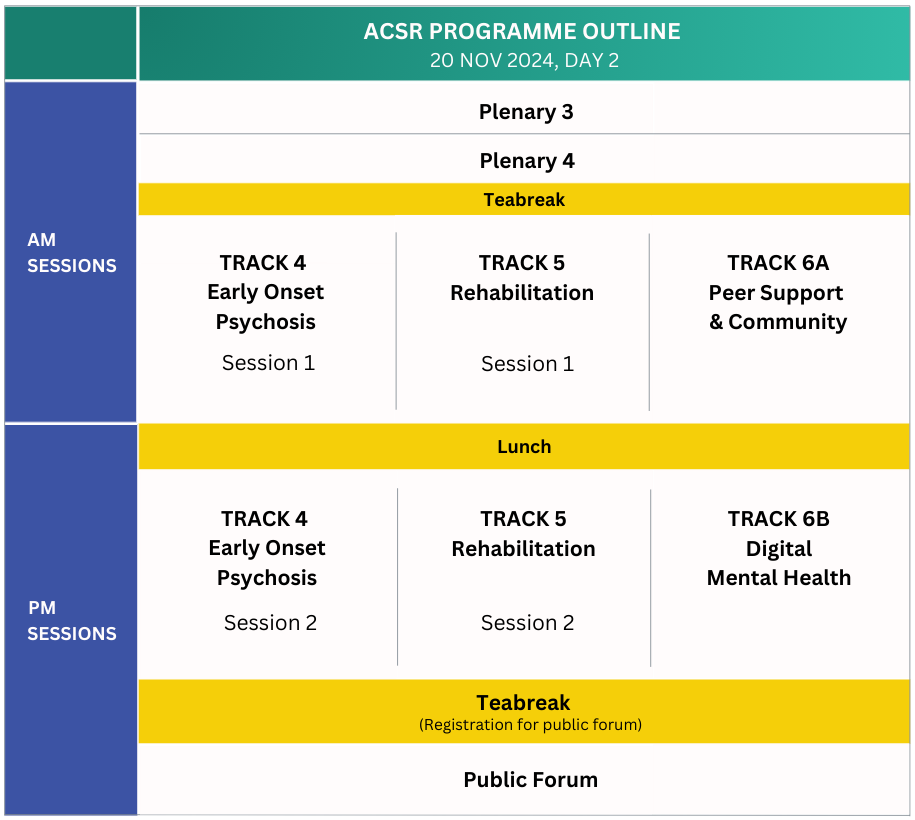 ACSR PROGRAMME OUTLINE
20 NOV 2024, DAY 2
AM
SESSIONS
Plenary 3
Plenary 4
Teabreak
TRACK 4
Early Onset
Psychosis
Session 1
TRACK 5
Rehabilitation
Session 1
TRACK 6A
Peer Support
& Community
PM
SESSIONS
Lunch
TRACK 4
Early Onset
Psychosis
Session 2
TRACK 5
Rehabilitation
Session 2
TRACK 6B
Digital
Mental Health
Teabreak
(Registration for public forum)
Public Forum